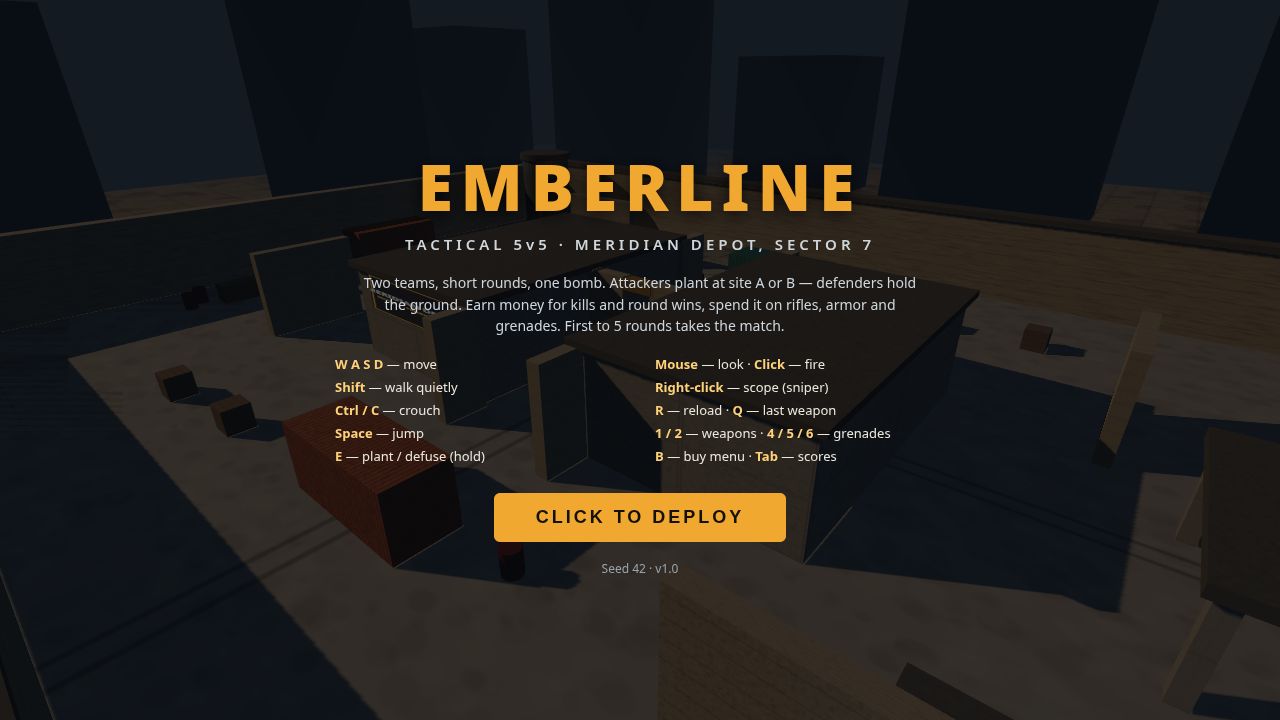 EMBERLINE
TACTICAL 5v5 · MERIDIAN DEPOT, SECTOR 7
Two teams, short rounds, one bomb. Attackers plant at site A or B — defenders hold
the ground. Earn money for kills and round wins, spend it on rifles, armor and
grenades. First to 5 rounds takes the match.
W A S D — move
Shift — walk quietly
Ctrl / C — crouch
Space — jump
E — plant / defuse (hold)
Mouse — look · Click — fire
Right-click — scope (sniper)
R — reload · Q — last weapon
1 / 2 — weapons · 4 / 5 / 6 — grenades
B — buy menu · Tab — scores
CLICK TO DEPLOY
Seed 42 · v1.0